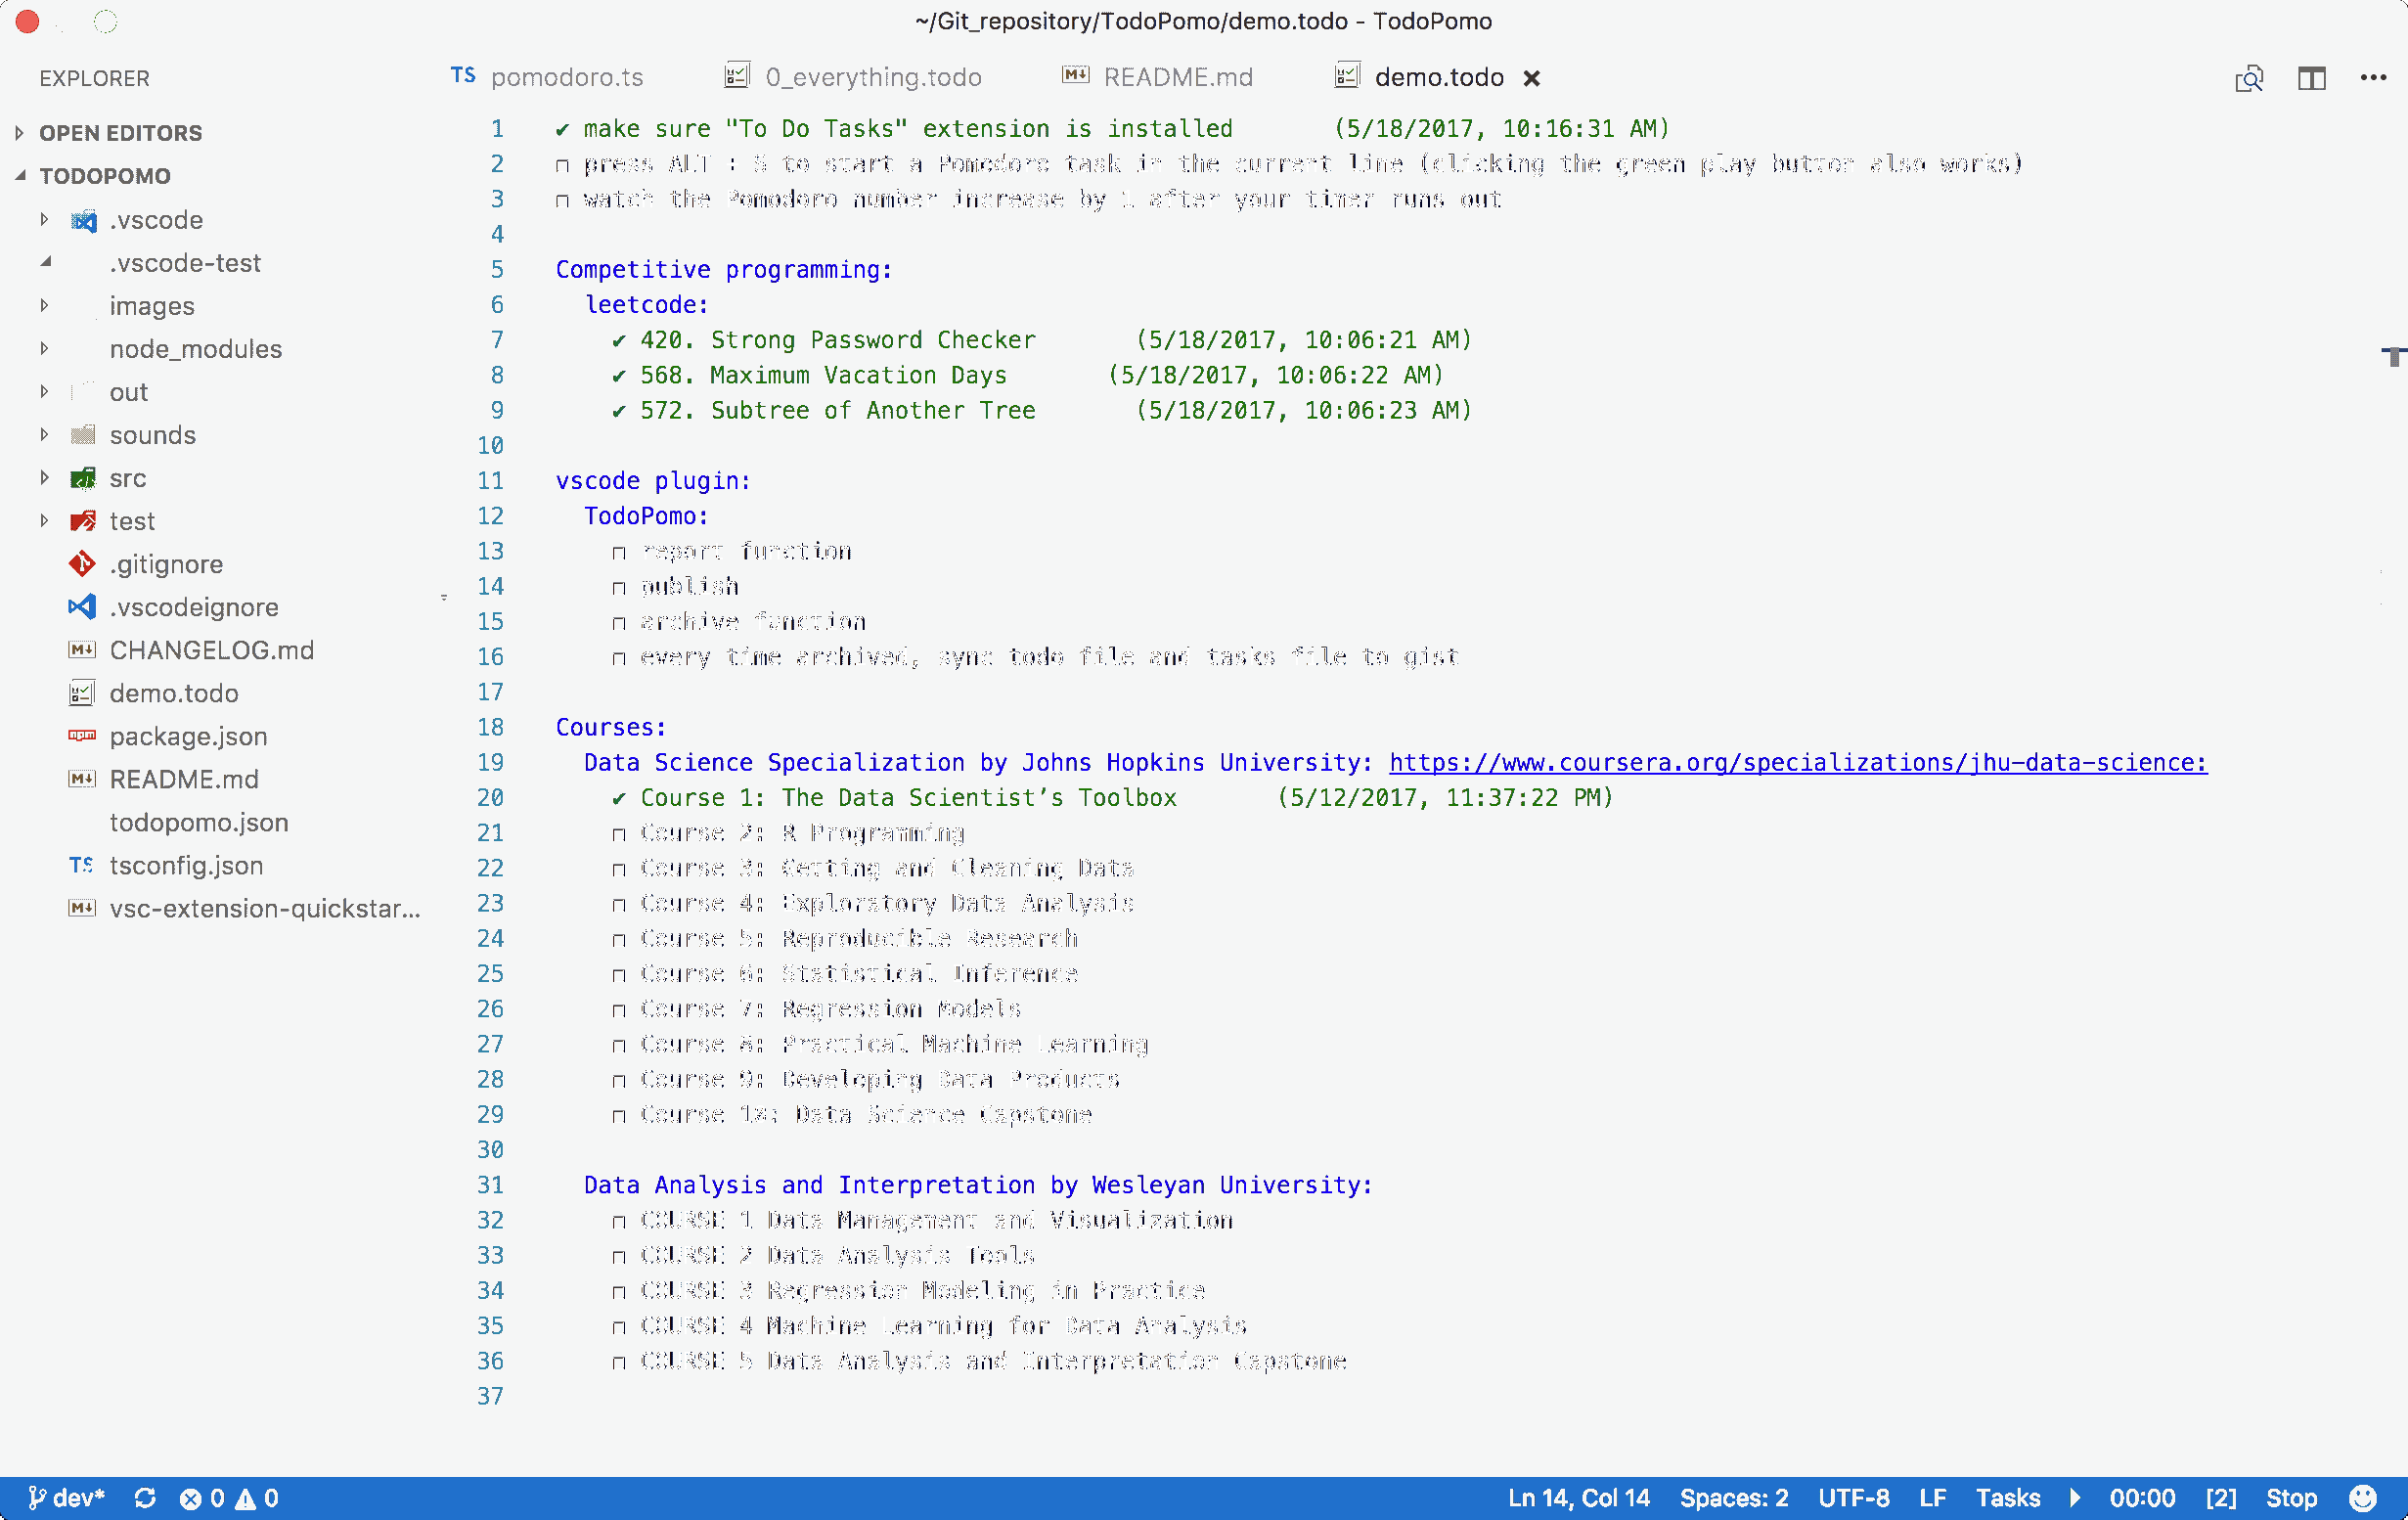 ~/Git_repository/TodoPomo/demo.todo - TodoPomo
EXPLORER
TS pomodoro.ts
0_everything.todo
M↓ README.md
demo.todo ×
OPEN EDITORS
TODOPOMO
.vscode
.vscode-test
images
node_modules
out
sounds
src
test
.gitignore
.vscodeignore
M↓ CHANGELOG.md
demo.todo
npm package.json
M↓ README.md
todopomo.json
TS tsconfig.json
M↓ vsc-extension-quickstar...
1 ✔ make sure "To Do Tasks" extension is installed (5/18/2017, 10:16:31 AM)
2 ☐ press ALT : S to start a Pomodoro task in the current line (clicking the green play button also works)
3 ☐ watch the Pomodoro number increase by 1 after your timer runs out
4
5 Competitive programming:
6 leetcode:
7 ✔ 420. Strong Password Checker (5/18/2017, 10:06:21 AM)
8 ✔ 568. Maximum Vacation Days (5/18/2017, 10:06:22 AM)
9 ✔ 572. Subtree of Another Tree (5/18/2017, 10:06:23 AM)
10
11 vscode plugin:
12 TodoPomo:
13 ☐ report function
14 ☐ publish
15 ☐ archive function
16 ☐ every time archived, sync todo file and tasks file to gist
17
18 Courses:
19 Data Science Specialization by Johns Hopkins University: https://www.coursera.org/specializations/jhu-data-science:
20 ✔ Course 1: The Data Scientist’s Toolbox (5/12/2017, 11:37:22 PM)
21 ☐ Course 2: R Programming
22 ☐ Course 3: Getting and Cleaning Data
23 ☐ Course 4: Exploratory Data Analysis
24 ☐ Course 5: Reproducible Research
25 ☐ Course 6: Statistical Inference
26 ☐ Course 7: Regression Models
27 ☐ Course 8: Practical Machine Learning
28 ☐ Course 9: Developing Data Products
29 ☐ Course 10: Data Science Capstone
30
31 Data Analysis and Interpretation by Wesleyan University:
32 ☐ COURSE 1 Data Management and Visualization
33 ☐ COURSE 2 Data Analysis Tools
34 ☐ COURSE 3 Regression Modeling in Practice
35 ☐ COURSE 4 Machine Learning for Data Analysis
36 ☐ COURSE 5 Data Analysis and Interpretation Capstone
37
dev* 0 0 Ln 14, Col 14 Spaces: 2 UTF-8 LF Tasks 00:00 [2] Stop